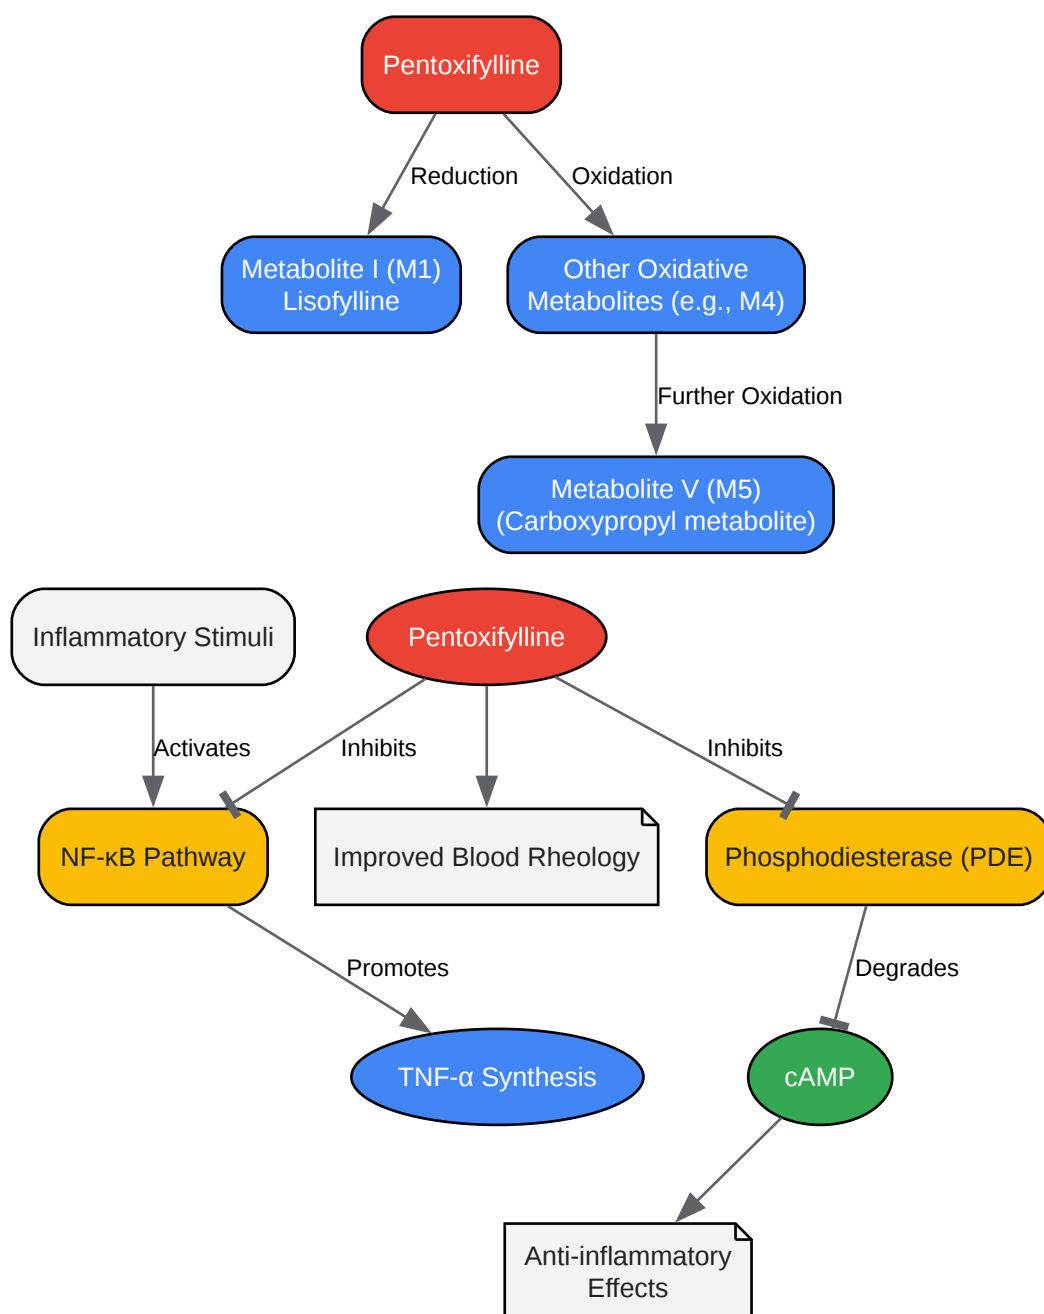 Pentoxifylline
Reduction
Oxidation
Metabolite I (M1)
Lisofylline
Other Oxidative
Metabolites (e.g., M4)
Further Oxidation
Metabolite V (M5)
(Carboxypropyl metabolite)
Inflammatory Stimuli
Pentoxifylline
Activates
Inhibits
Inhibits
NF-κB Pathway
Improved Blood Rheology
Phosphodiesterase (PDE)
Promotes
Degrades
TNF-α Synthesis
cAMP
Anti-inflammatory
Effects